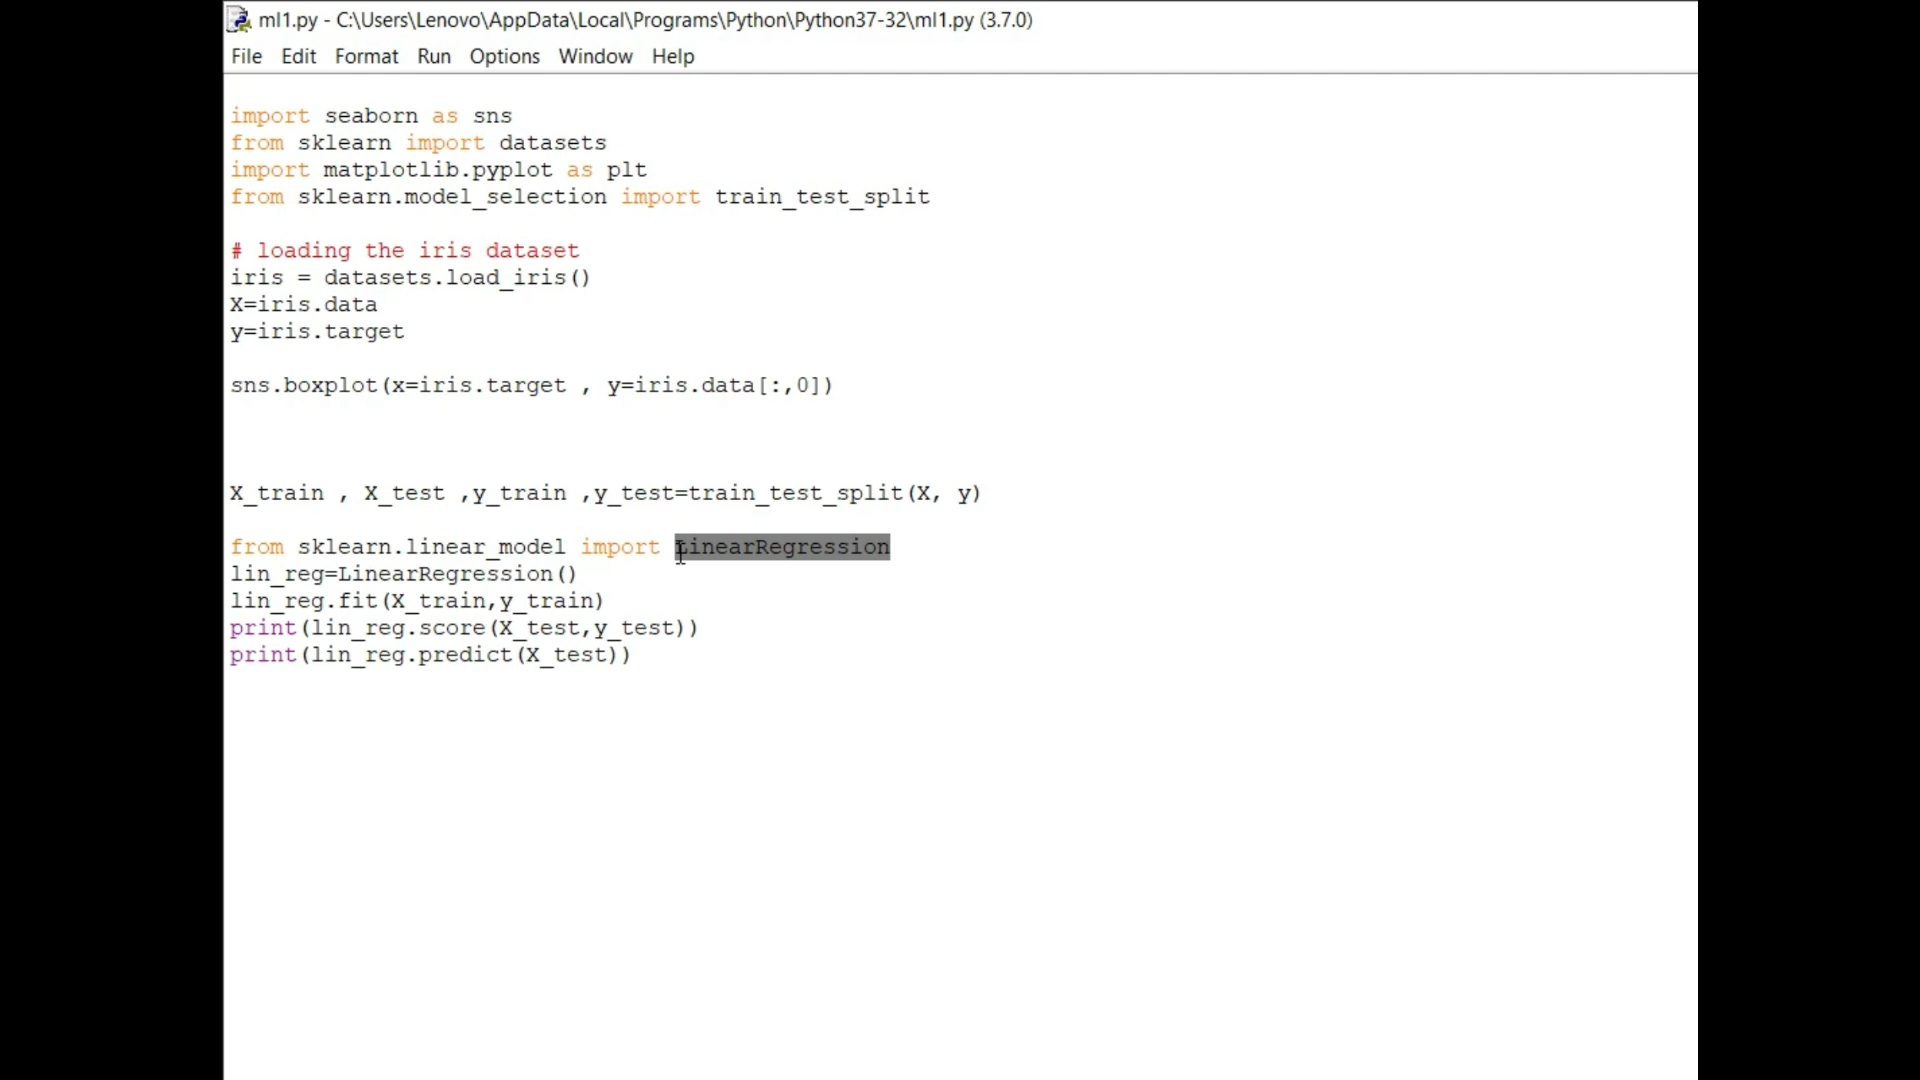 ml1.py - C:\Users\Lenovo\AppData\Local\Programs\Python\Python37-32\ml1.py (3.7.0)
File Edit Format Run Options Window Help
import seaborn as sns
from sklearn import datasets
import matplotlib.pyplot as plt
from sklearn.model_selection import train_test_split
# loading the iris dataset
iris = datasets.load_iris()
X=iris.data
y=iris.target
sns.boxplot(x=iris.target , y=iris.data[:,0])
X_train , X_test ,y_train ,y_test=train_test_split(X, y)
from sklearn.linear_model import LinearRegression
lin_reg=LinearRegression()
lin_reg.fit(X_train,y_train)
print(lin_reg.score(X_test,y_test))
print(lin_reg.predict(X_test))